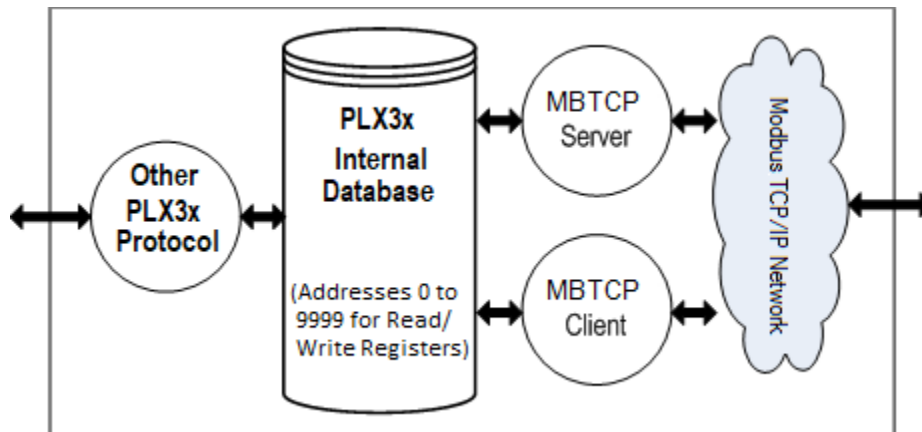 Other
PLX3x
Protocol
PLX3x
Internal
Database
(Addresses 0 to
9999 for Read/
Write Registers)
MBTCP
Server
MBTCP
Client
Modbus TCP/IP Network